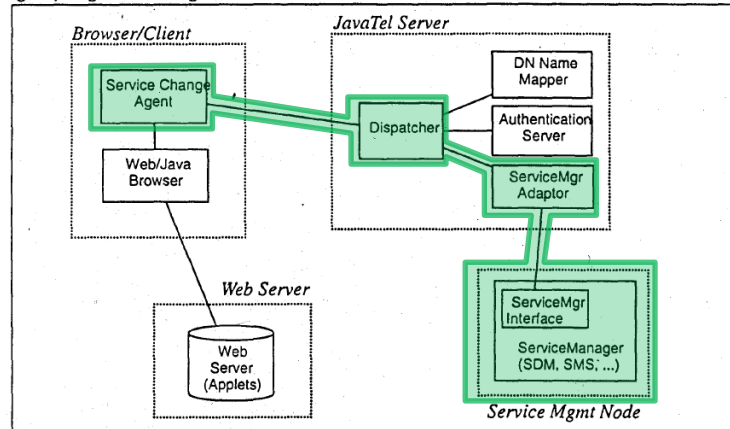 Browser/Client
JavaTel Server
Service Change
Agent
Web/Java
Browser
Dispatcher
DN Name
Mapper
Authentication
Server
ServiceMgr
Adaptor
Web Server
Web
Server
(Applets)
ServiceMgr
Interface
ServiceManager
(SDM, SMS, ...)
Service Mgmt Node